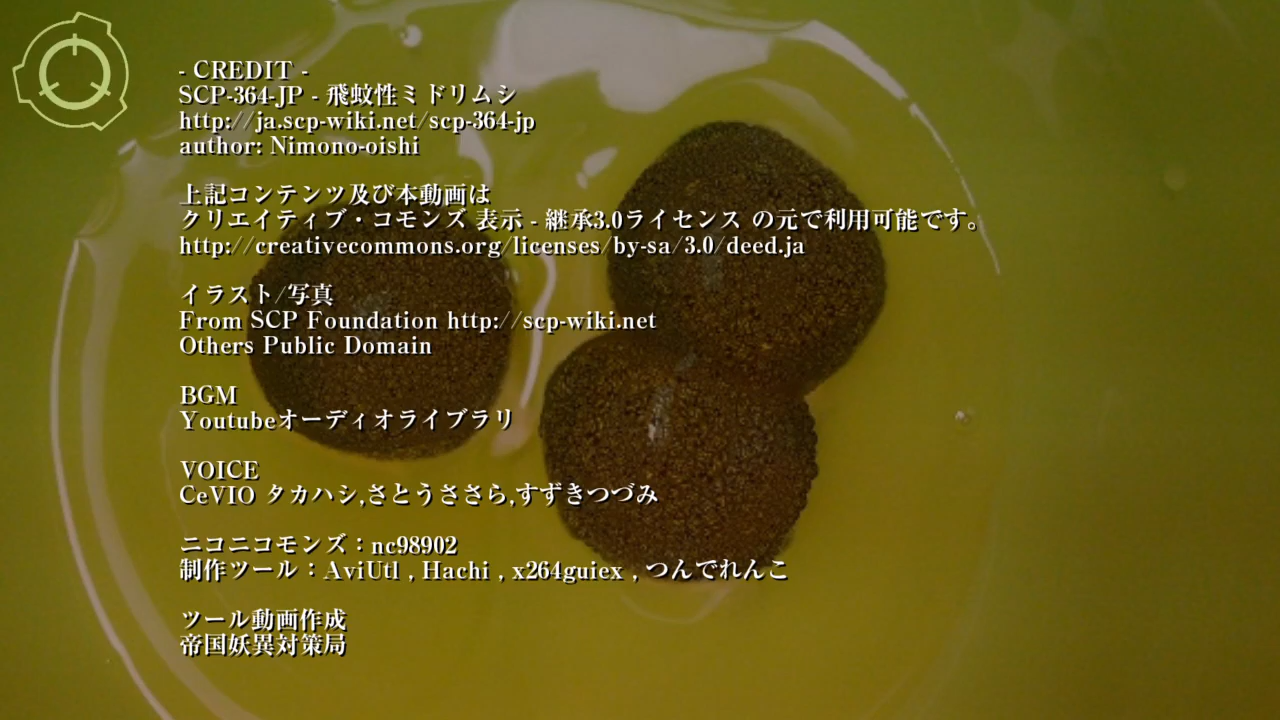 - CREDIT -
SCP-364-JP - 飛蚊性ミドリムシ
http://ja.scp-wiki.net/scp-364-jp
author: Nimono-oishi
上記コンテンツ及び本動画は
クリエイティブ・コモンズ 表示 - 継承3.0ライセンス の元で利用可能です。
http://creativecommons.org/licenses/by-sa/3.0/deed.ja
イラスト/写真
From SCP Foundation http://scp-wiki.net
Others Public Domain
BGM
Youtubeオーディオライブラリ
VOICE
CeVIO タカハシ,さとうささら,すずきつづみ
ニコニコモンズ：nc98902
制作ツール：AviUtl , Hachi , x264guiex , つんでれんこ
ツール動画作成
帝国妖異対策局